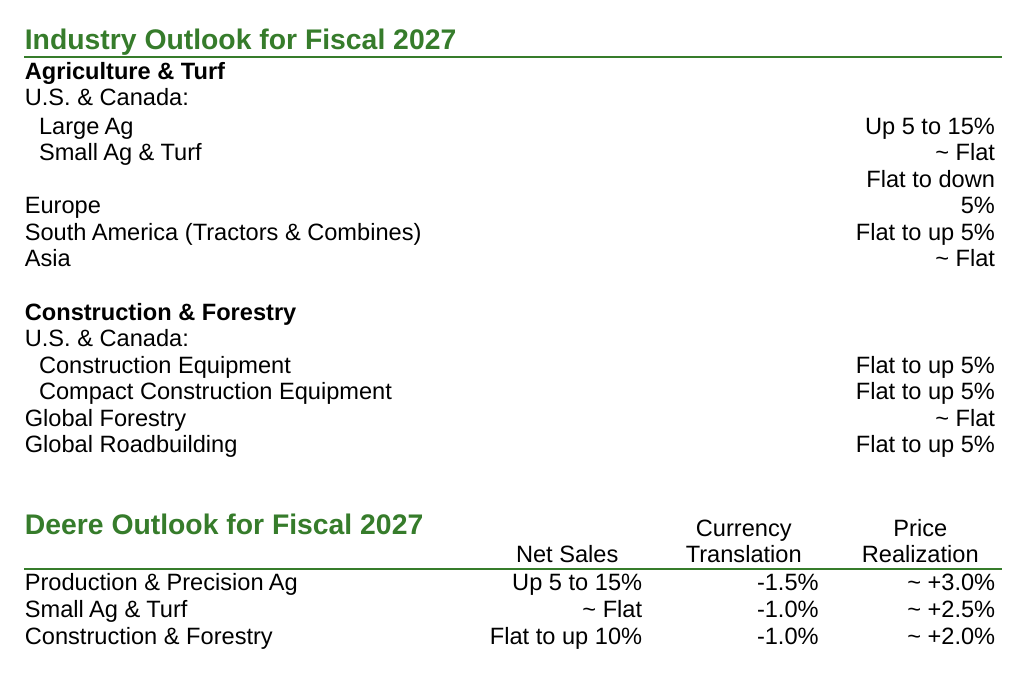 Industry Outlook for Fiscal 2027
Agriculture & Turf
U.S. & Canada:
Large Ag Up 5 to 15%
Small Ag & Turf ~ Flat
Flat to down
Europe 5%
South America (Tractors & Combines) Flat to up 5%
Asia ~ Flat
Construction & Forestry
U.S. & Canada:
Construction Equipment Flat to up 5%
Compact Construction Equipment Flat to up 5%
Global Forestry ~ Flat
Global Roadbuilding Flat to up 5%
Deere Outlook for Fiscal 2027 Currency Price
Net Sales Translation Realization
Production & Precision Ag Up 5 to 15% -1.5% ~ +3.0%
Small Ag & Turf ~ Flat -1.0% ~ +2.5%
Construction & Forestry Flat to up 10% -1.0% ~ +2.0%